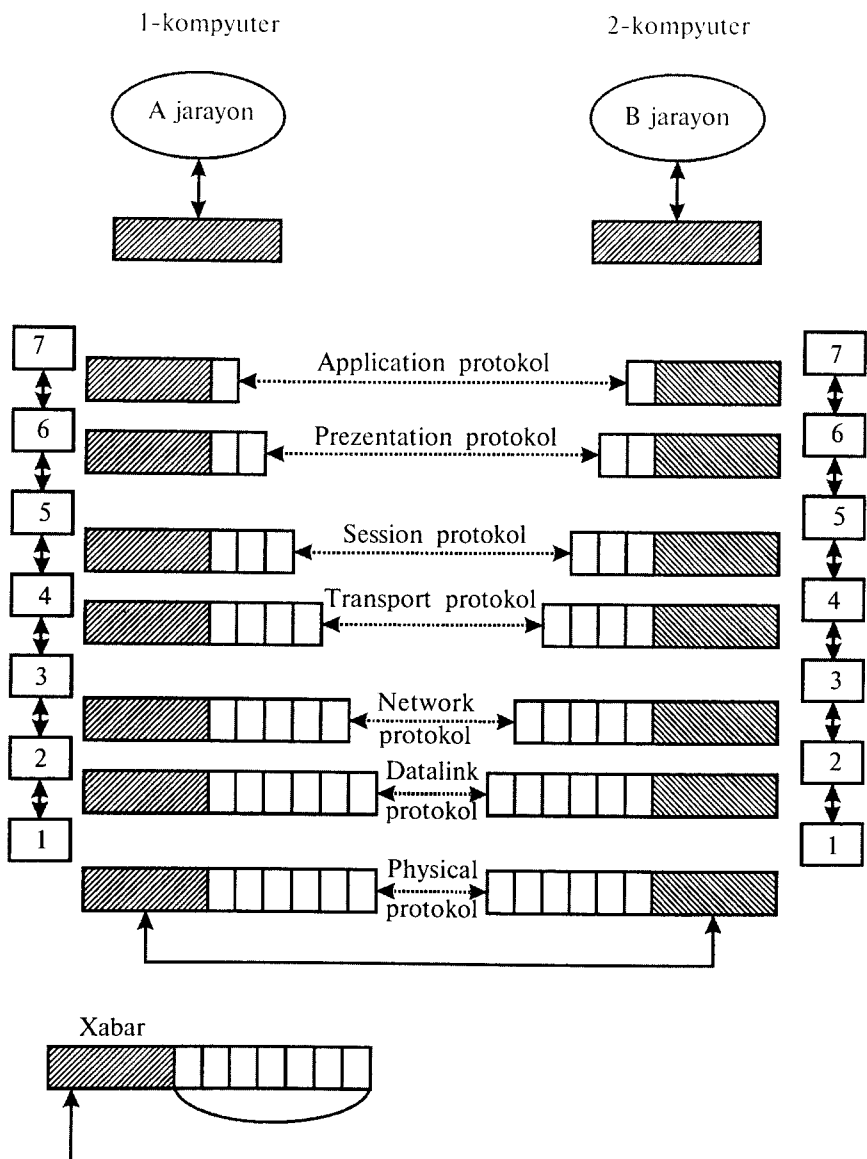 1-kompyuter
2-kompyuter
A jarayon
B jarayon
7
Application protokol
7
6
Prezentation protokol
6
5
Session protokol
5
4
Transport protokol
4
3
Network
protokol
3
2
Datalink
protokol
2
1
Physical
protokol
1
Xabar